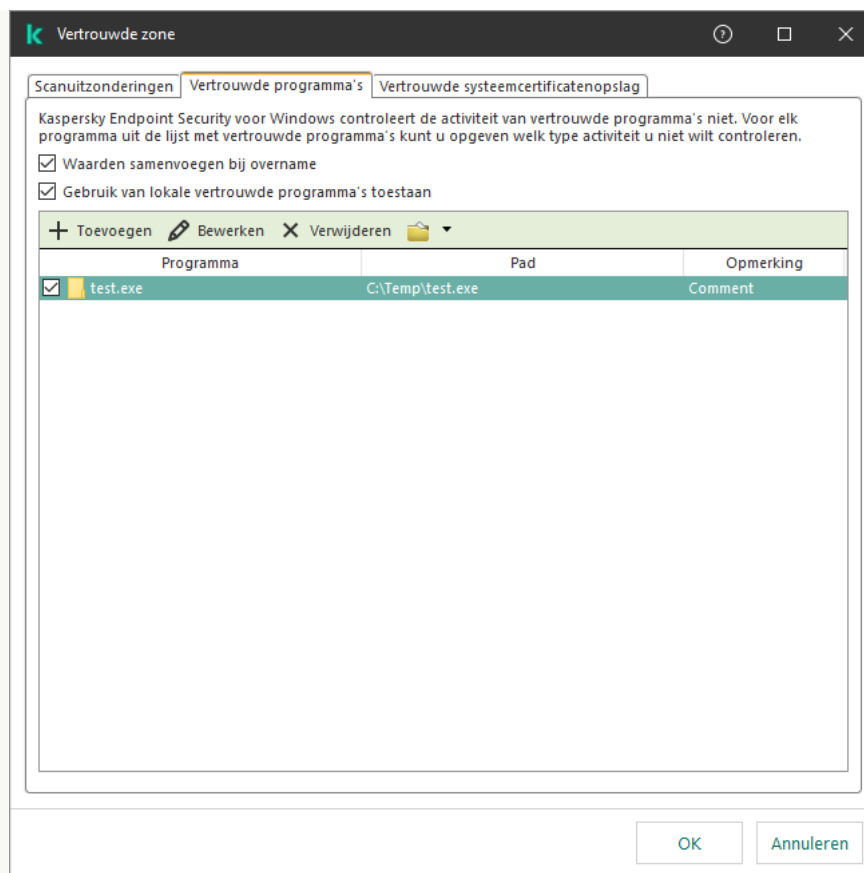 Vertrouwde zone
Scanuitzonderingen Vertrouwde programma's Vertrouwde systeemcertificatenopslag
Kaspersky Endpoint Security voor Windows controleert de activiteit van vertrouwde programma's niet. Voor elk
programma uit de lijst met vertrouwde programma's kunt u opgeven welk type activiteit u niet wilt controleren.
Waarden samenvoegen bij overname
Gebruik van lokale vertrouwde programma's toestaan
Toevoegen Bewerken Verwijderen
Programma Pad Opmerking
test.exe C:\Temp\test.exe Comment
OK Annuleren